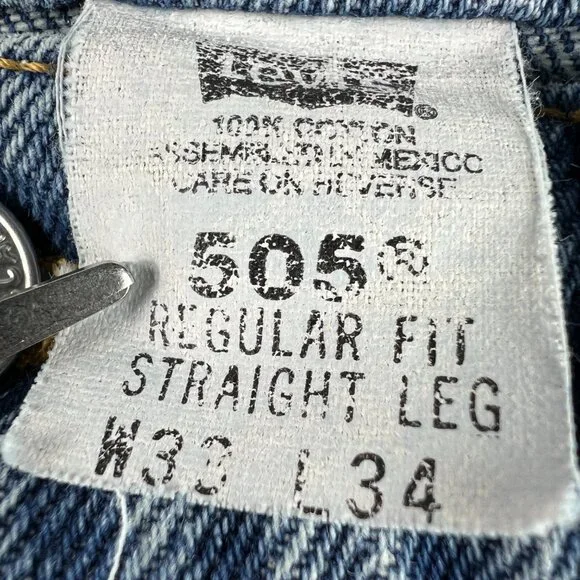 Levi's ®
100% COTTON
ASSEMBLED IN MEXICO
CARE ON REVERSE
505®
REGULAR FIT
STRAIGHT LEG
W33 L34